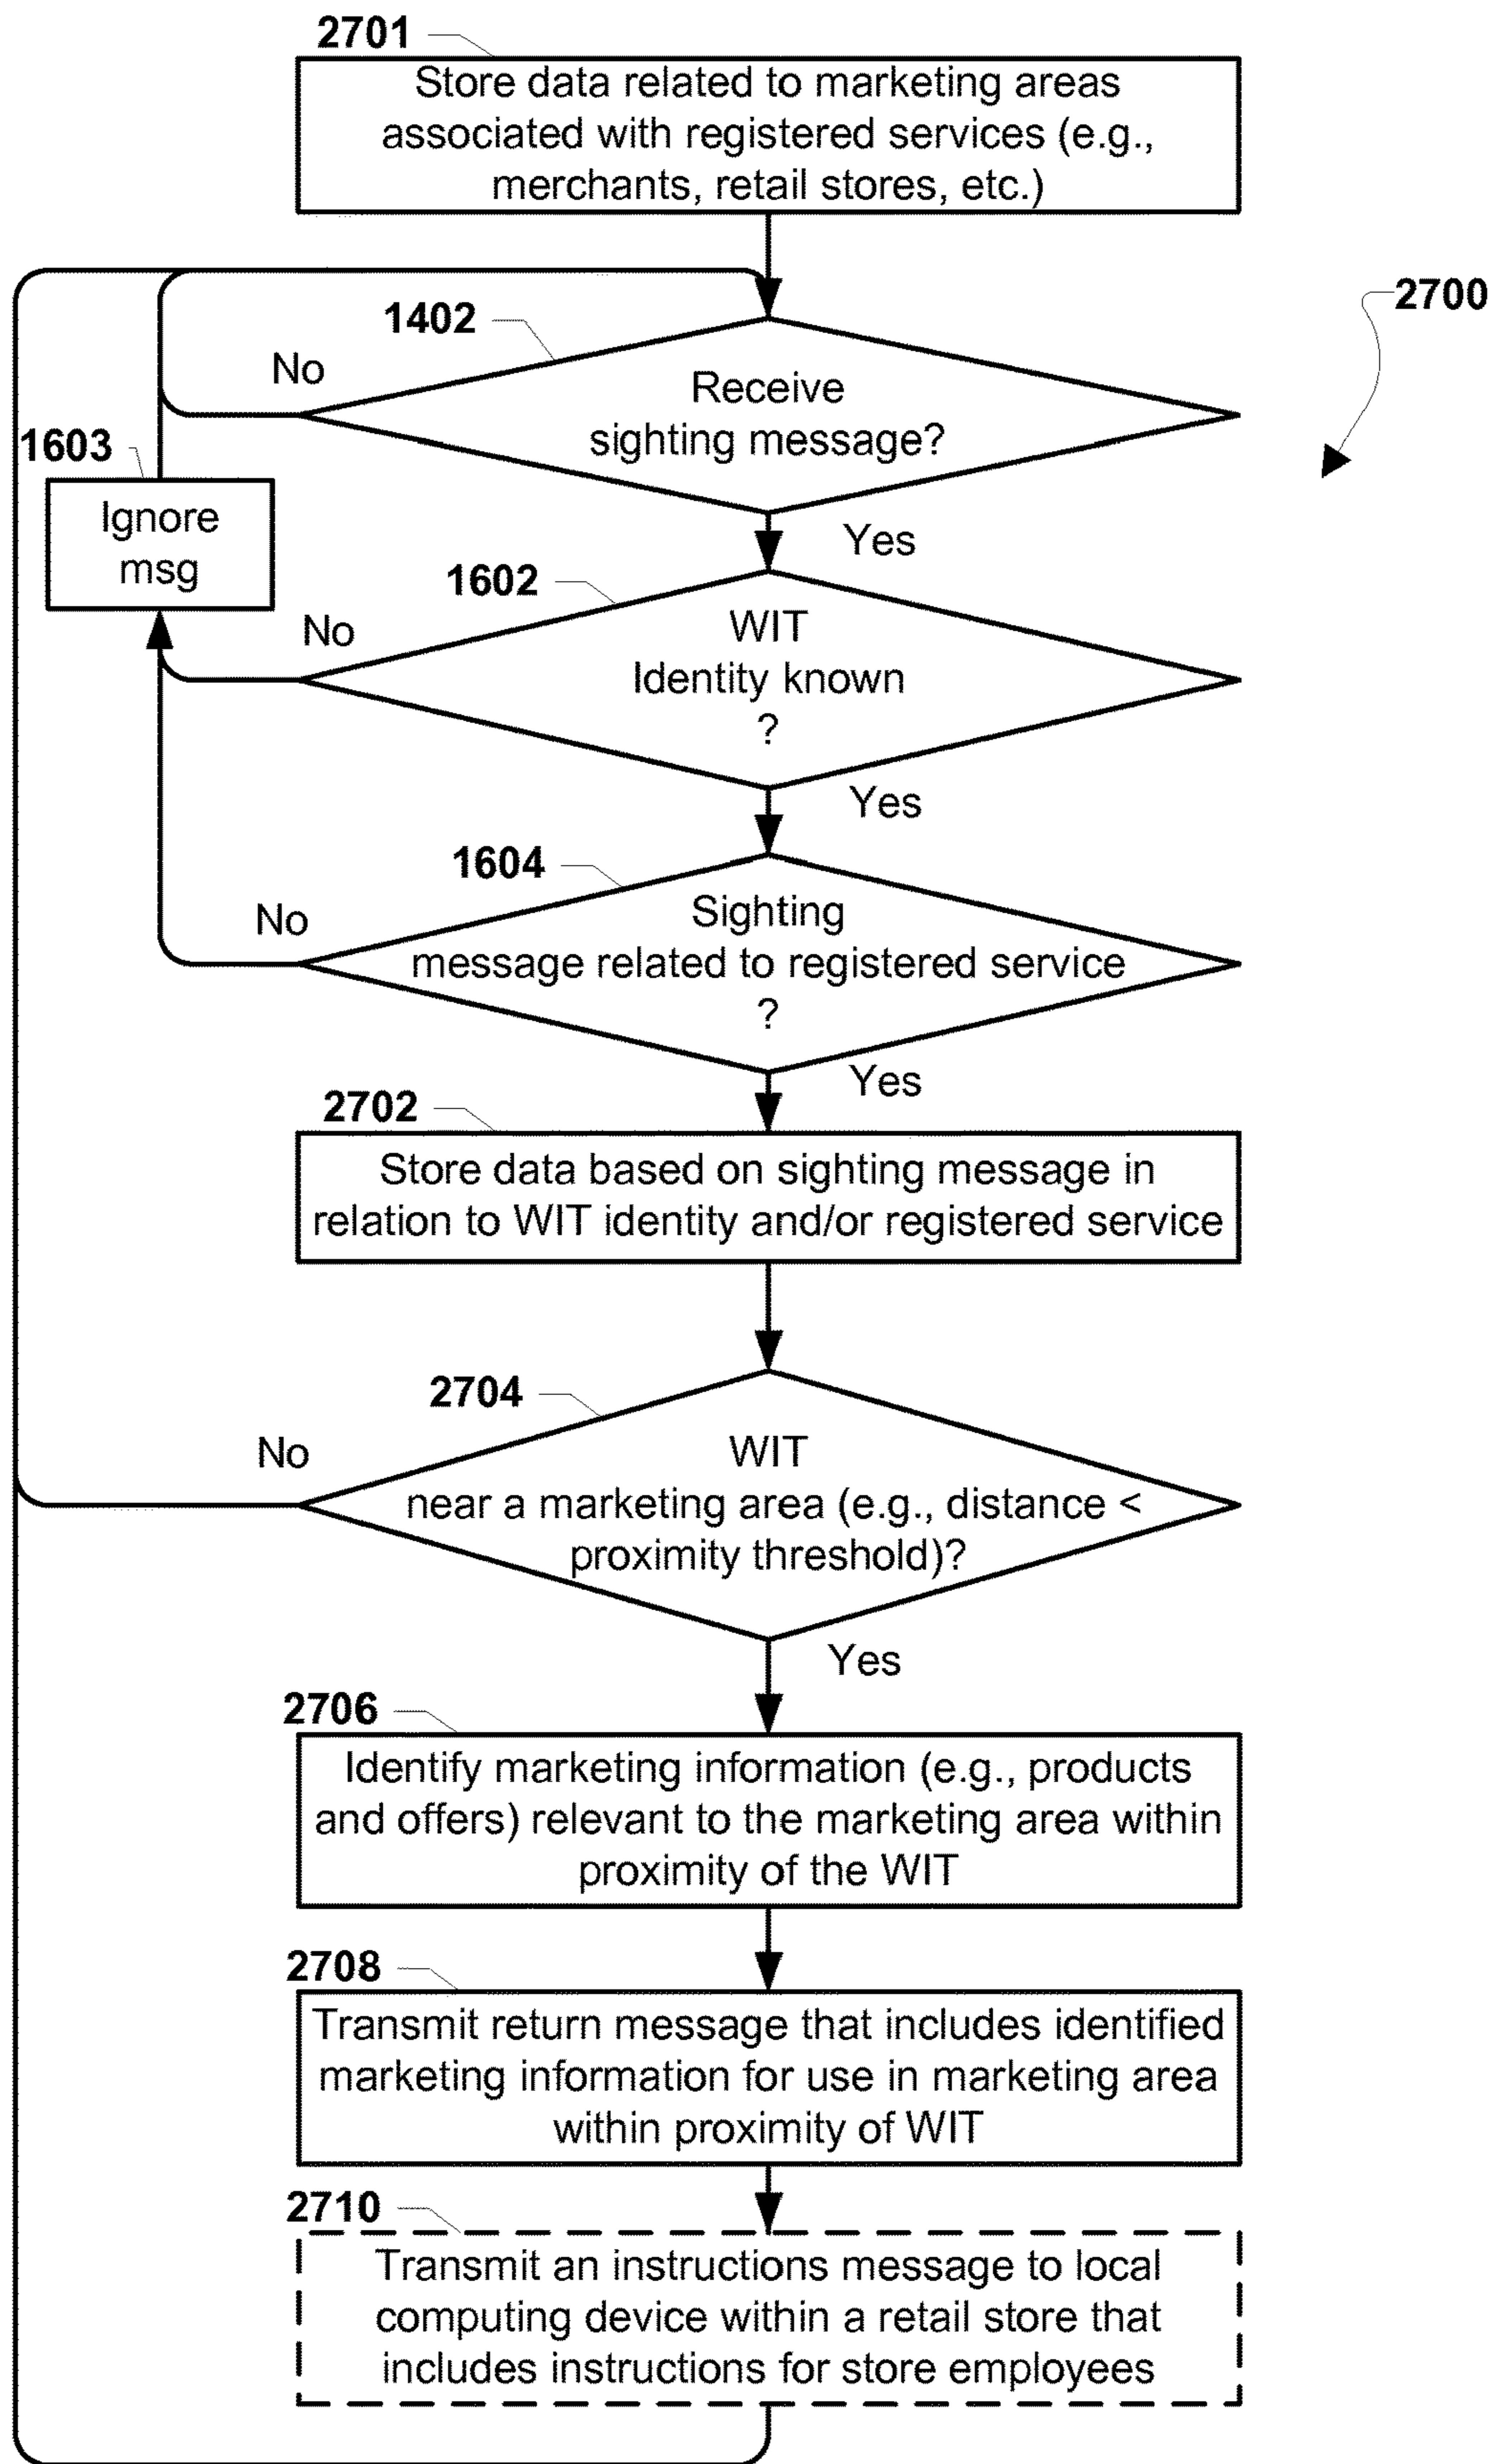 2701
Store data related to marketing areas
associated with registered services (e.g.,
merchants, retail stores, etc.)
2700
1402
No
Receive
sighting message?
1603
Ignore
msg
Yes
1602
No
WIT
Identity known
?
Yes
1604
No
Sighting
message related to registered service
?
Yes
2702
Store data based on sighting message in
relation to WIT identity and/or registered service
2704
No
WIT
near a marketing area (e.g., distance <
proximity threshold)?
Yes
2706
Identify marketing information (e.g., products
and offers) relevant to the marketing area within
proximity of the WIT
2708
Transmit return message that includes identified
marketing information for use in marketing area
within proximity of WIT
2710
Transmit an instructions message to local
computing device within a retail store that
includes instructions for store employees